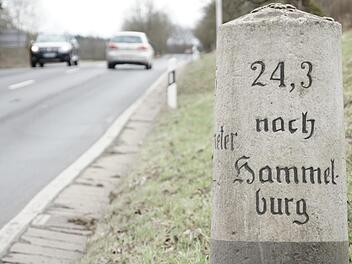 24,3
nach
Hammel-
burg